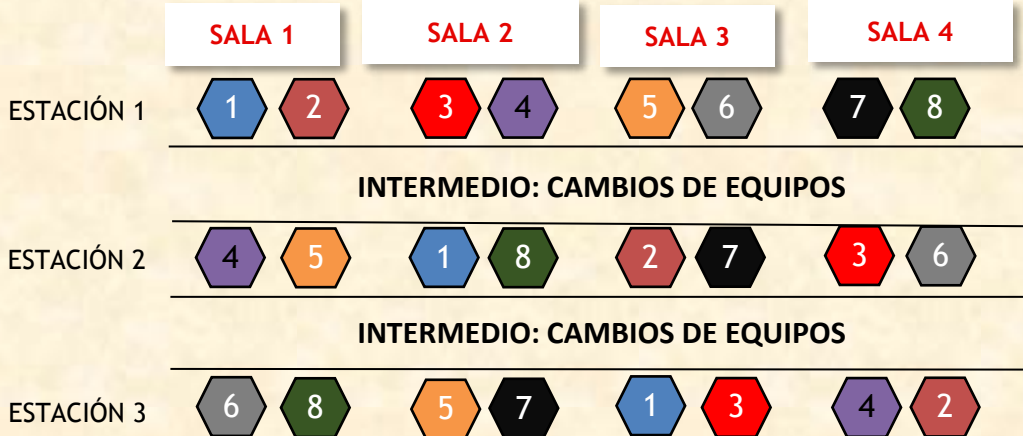 SALA 1 SALA 2 SALA 3 SALA 4
ESTACIÓN 1 1 2 3 4 5 6 7 8
INTERMEDIO: CAMBIOS DE EQUIPOS
ESTACIÓN 2 4 5 1 8 2 7 3 6
INTERMEDIO: CAMBIOS DE EQUIPOS
ESTACIÓN 3 6 8 5 7 1 3 4 2